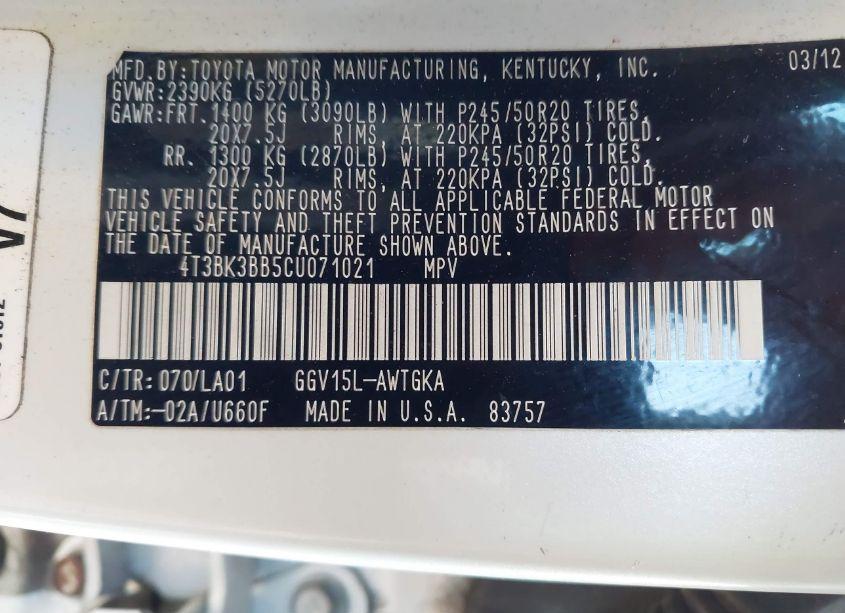 MFD.BY:TOYOTA MOTOR MANUFACTURING, KENTUCKY, INC. 03/12
GVWR:2390KG (5270LB)
GAWR:FRT.1400 KG (3090LB) WITH P245/50R20 TIRES,
20X7.5J RIMS, AT 220KPA (32PSI) COLD.
RR. 1300 KG (2870LB) WITH P245/50R20 TIRES,
20X7.5J RIMS, AT 220KPA (32PSI) COLD.
THIS VEHICLE CONFORMS TO ALL APPLICABLE FEDERAL MOTOR
VEHICLE SAFETY AND THEFT PREVENTION STANDARDS IN EFFECT ON
THE DATE OF MANUFACTURE SHOWN ABOVE.
4T3BK3BB5CU071021 MPV
C/TR:070/LA01 GGV15L-AWTGKA
A/TM:-02A/U660F MADE IN U.S.A. 83757